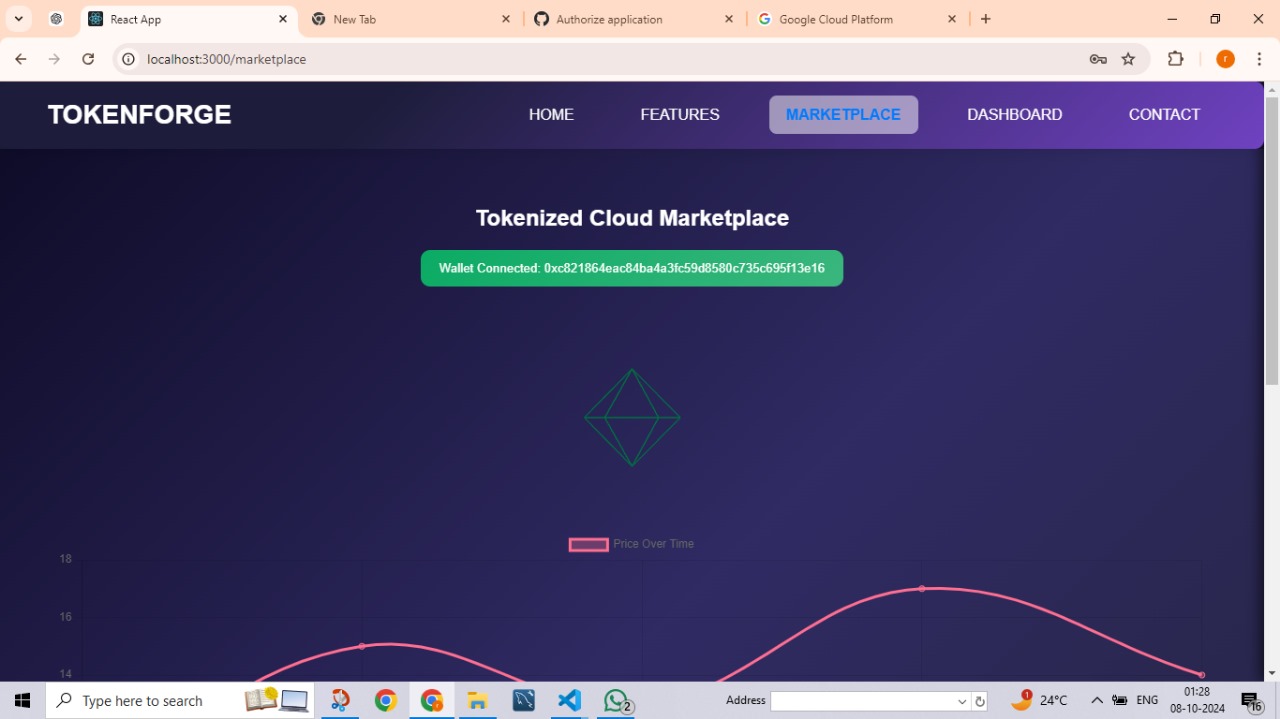 React App
New Tab
Authorize application
Google Cloud Platform
localhost:3000/marketplace
r
TOKENFORGE
HOME
FEATURES
MARKETPLACE
DASHBOARD
CONTACT
Tokenized Cloud Marketplace
Wallet Connected: 0xc821864eac84ba4a3fc59d8580c735c695f13e16
Price Over Time
18
16
14
Type here to search
2
Address
1
24°C
ENG
01:28
08-10-2024
16